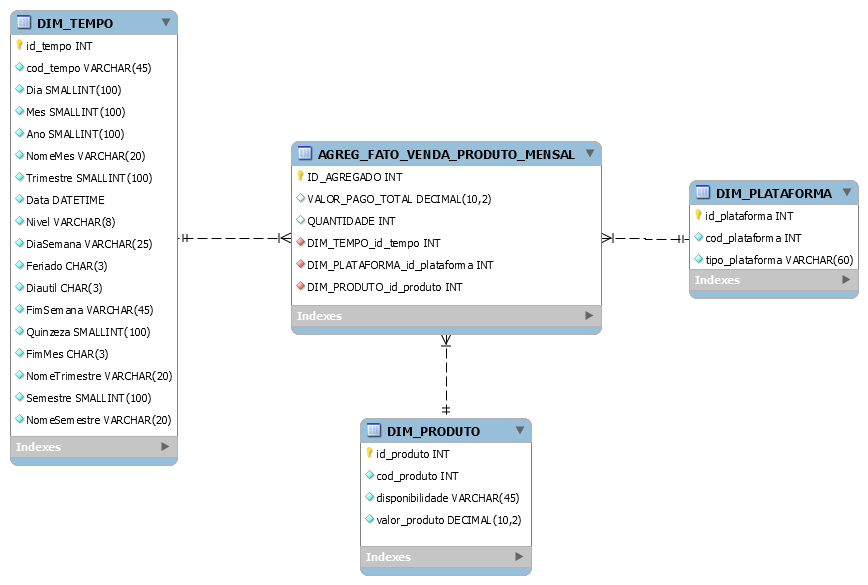 DIM_TEMPO
id_tempo INT
cod_tempo VARCHAR(45)
Dia SMALLINT(100)
Mes SMALLINT(100)
Ano SMALLINT(100)
NomeMes VARCHAR(20)
Trimestre SMALLINT(100)
Data DATETIME
Nivel VARCHAR(8)
DiaSemana VARCHAR(25)
Feriado CHAR(3)
Diautil CHAR(3)
FimSemana VARCHAR(45)
Quinzeza SMALLINT(100)
FimMes CHAR(3)
NomeTrimestre VARCHAR(20)
Semestre SMALLINT(100)
NomeSemestre VARCHAR(20)
Indexes
AGREG_FATO_VENDA_PRODUTO_MENSAL
ID_AGREGADO INT
VALOR_PAGO_TOTAL DECIMAL(10,2)
QUANTIDADE INT
DIM_TEMPO_id_tempo INT
DIM_PLATAFORMA_id_plataforma INT
DIM_PRODUTO_id_produto INT
Indexes
DIM_PLATAFORMA
id_plataforma INT
cod_plataforma INT
tipo_plataforma VARCHAR(60)
Indexes
DIM_PRODUTO
id_produto INT
cod_produto INT
disponibilidade VARCHAR(45)
valor_produto DECIMAL(10,2)
Indexes